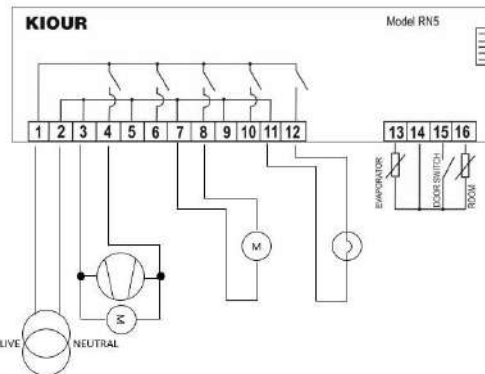 KIOUR
Model RN5
1 2 3 4 5 6 7 8 9 10 11 12
13 14 15 16
EVAPORATOR
DOOR SWITCH
ROOM
M
M
LIVE
NEUTRAL